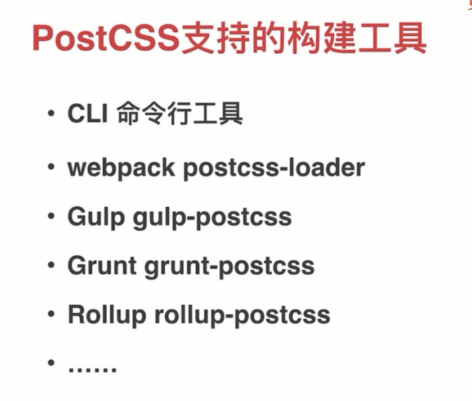 PostCSS支持的构建工具
• CLI 命令行工具
• webpack postcss-loader
• Gulp gulp-postcss
• Grunt grunt-postcss
• Rollup rollup-postcss
• ......